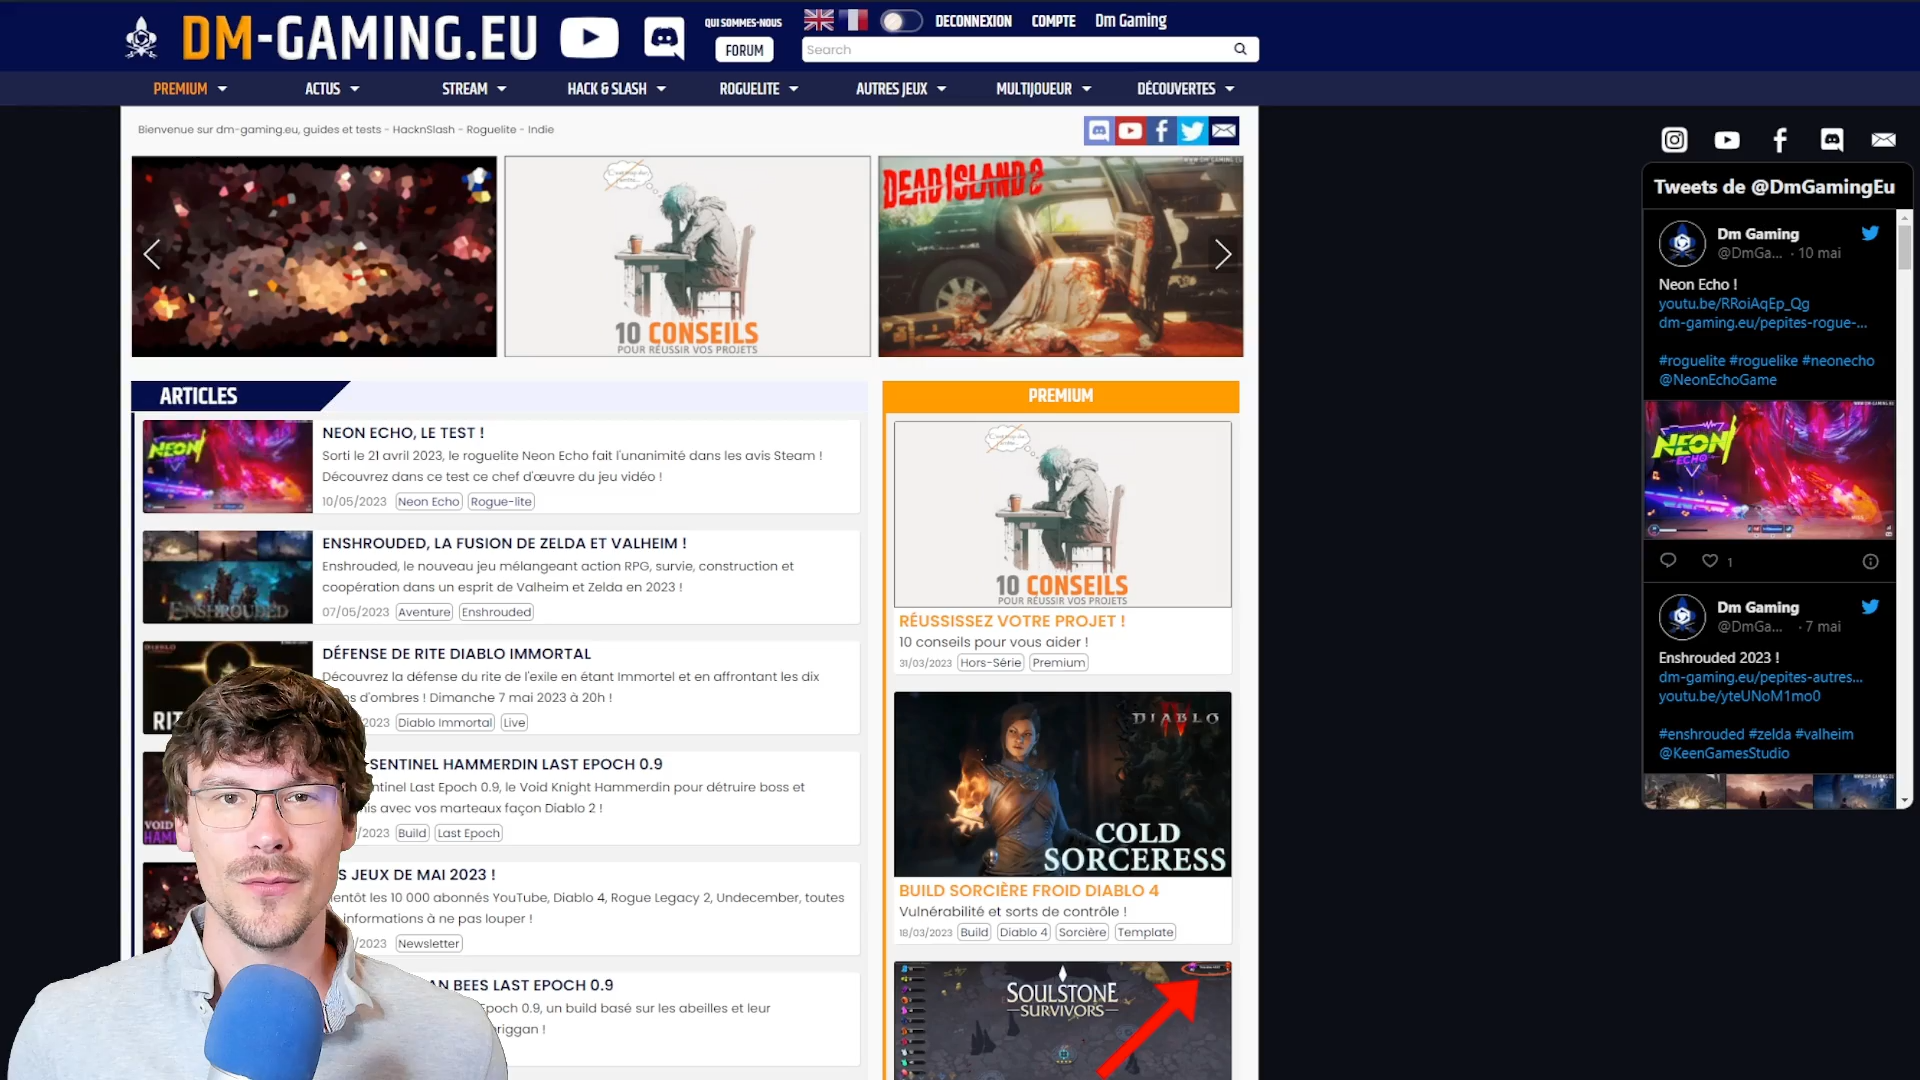 DM-GAMING.EU
QUI SOMMES-NOUS
FORUM
DECONNEXION
COMPTE
Dm Gaming
Search
PREMIUM
ACTUS
STREAM
HACK & SLASH
ROGUELITE
AUTRES JEUX
MULTIJOUEUR
DÉCOUVERTES
Bienvenue sur dm-gaming.eu, guides et tests - HacknSlash - Roguelite - Indie
10 CONSEILS
POUR RÉUSSIR VOS PROJETS
DEAD ISLAND 2
WWW.DM-GAMING.EU
ARTICLES
NEON ECHO
NEON ECHO, LE TEST !
Sorti le 21 avril 2023, le roguelite Neon Echo fait l'unanimité dans les avis Steam !
Découvrez dans ce test ce chef d'œuvre du jeu vidéo !
10/05/2023 Neon Echo Rogue-lite
ENSHROUDED
ENSHROUDED, LA FUSION DE ZELDA ET VALHEIM !
Enshrouded, le nouveau jeu mélangeant action RPG, survie, construction et
coopération dans un esprit de Valheim et Zelda en 2023 !
07/05/2023 Aventure Enshrouded
DÉFENSE DE RITE DIABLO IMMORTAL
Découvrez la défense du rite de l'exile en étant Immortel et en affrontant les dix
d'ombres ! Dimanche 7 mai 2023 à 20h !
/2023 Diablo Immortal Live
VOID
-SENTINEL HAMMERDIN LAST EPOCH 0.9
ntinel Last Epoch 0.9, le Void Knight Hammerdin pour détruire boss et
is avec vos marteaux façon Diablo 2 !
/2023 Build Last Epoch
S JEUX DE MAI 2023 !
ientôt les 10 000 abonnés YouTube, Diablo 4, Rogue Legacy 2, Undecember, toutes
informations à ne pas louper !
/2023 Newsletter
AN BEES LAST EPOCH 0.9
Epoch 0.9, un build basé sur les abeilles et leur
riggan !
PREMIUM
10 CONSEILS
POUR RÉUSSIR VOS PROJETS
RÉUSSISSEZ VOTRE PROJET !
10 conseils pour vous aider !
31/03/2023 Hors-Série Premium
DIABLO IV
COLD
SORCERESS
BUILD SORCIÈRE FROID DIABLO 4
Vulnérabilité et sorts de contrôle !
18/03/2023 Build Diablo 4 Sorcière Template
SOULSTONE
SURVIVORS
Tweets de @DmGamingEu
Dm Gaming
@DmGa... · 10 mai
Neon Echo !
youtu.be/RRoiAqEp_Qg
dm-gaming.eu/pepites-rogue-...
#roguelite #roguelike #neonecho
@NeonEchoGame
NEON ECHO
1
Dm Gaming
@DmGa... · 7 mai
Enshrouded 2023 !
dm-gaming.eu/pepites-autres...
youtu.be/yteUNoM1mo0
#enshrouded #zelda #valheim
@KeenGamesStudio